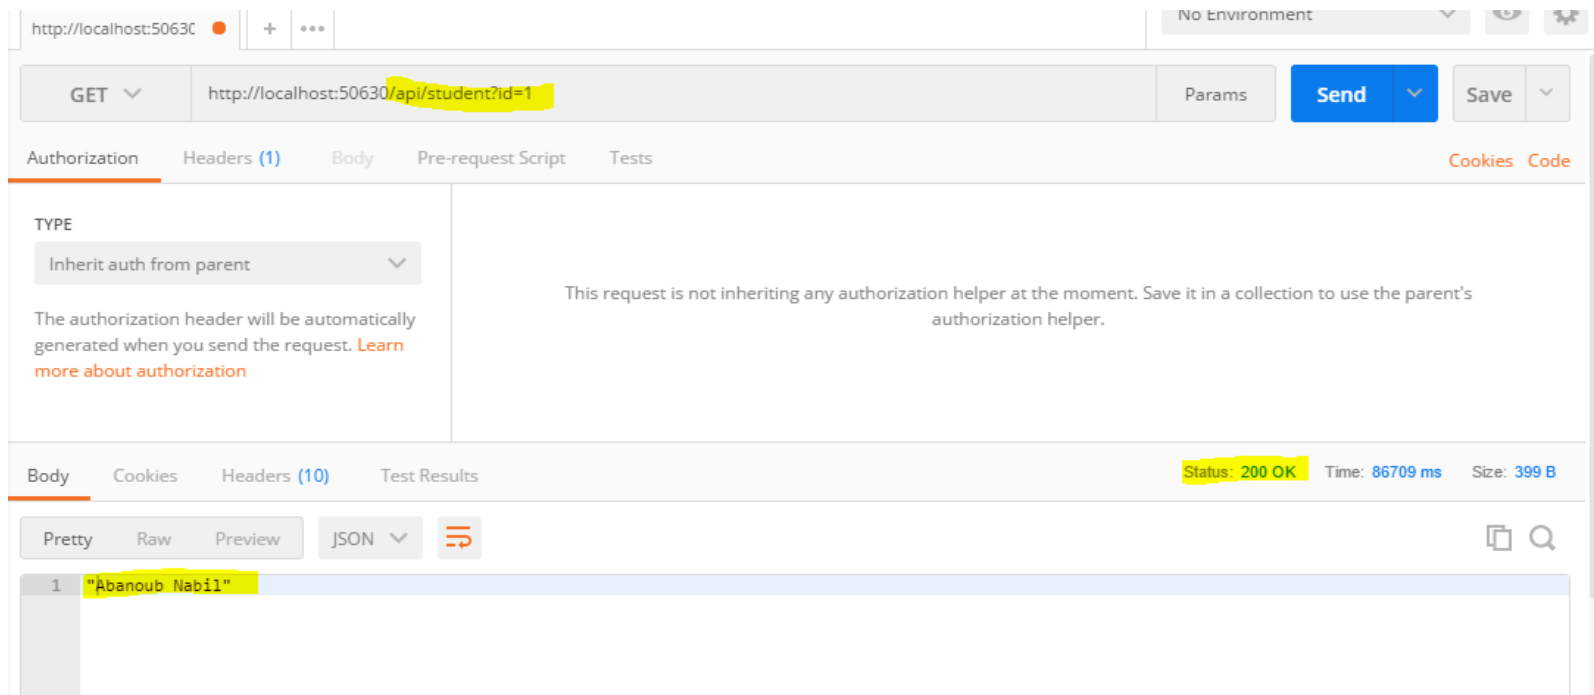 http://localhost:50630
No Environment
GET http://localhost:50630/api/student?id=1 Params Send Save
Authorization Headers (1) Body Pre-request Script Tests Cookies Code
TYPE
Inherit auth from parent
The authorization header will be automatically
generated when you send the request. Learn
more about authorization
This request is not inheriting any authorization helper at the moment. Save it in a collection to use the parent's
authorization helper.
Body Cookies Headers (10) Test Results Status: 200 OK Time: 86709 ms Size: 399 B
Pretty Raw Preview JSON
1 "Abanoub Nabil"